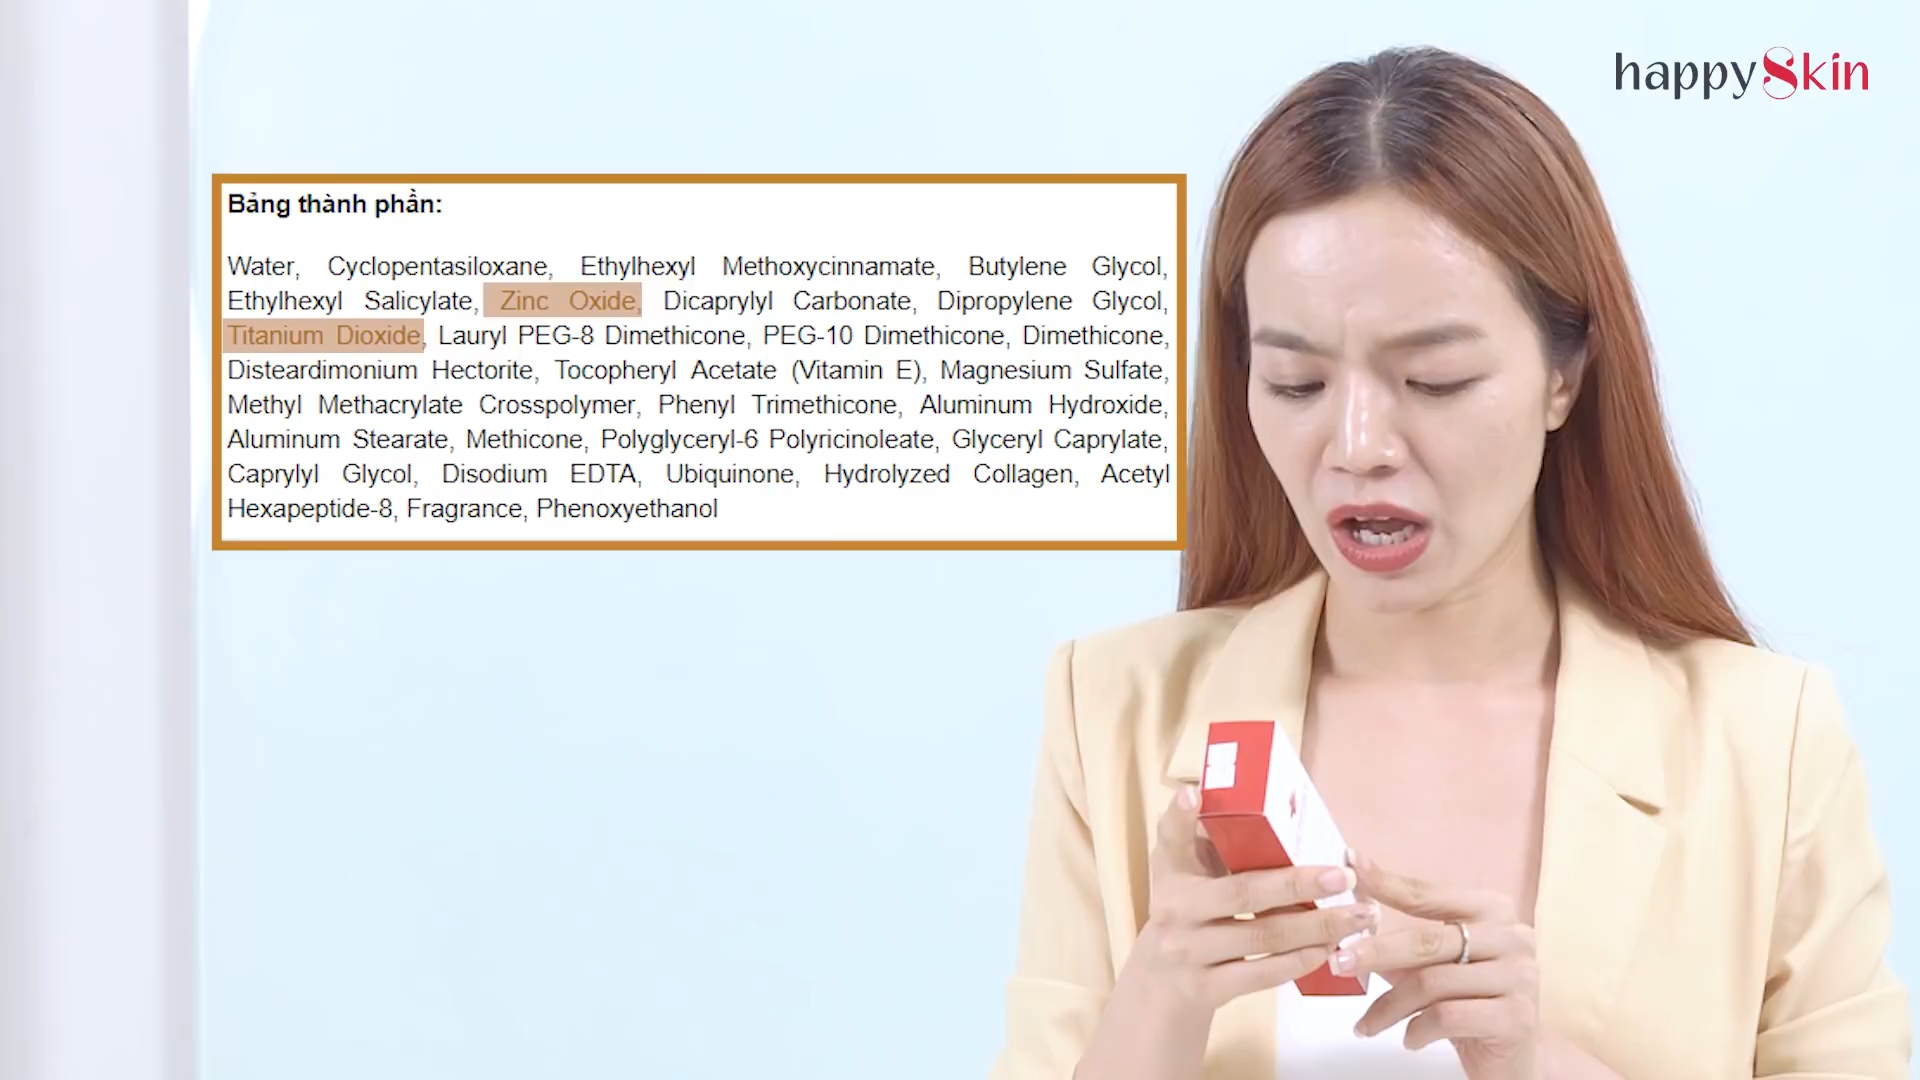 happySkin
Bảng thành phần:
Water, Cyclopentasiloxane, Ethylhexyl Methoxycinnamate, Butylene Glycol,
Ethylhexyl Salicylate, Zinc Oxide, Dicaprylyl Carbonate, Dipropylene Glycol,
Titanium Dioxide, Lauryl PEG-8 Dimethicone, PEG-10 Dimethicone, Dimethicone,
Disteardimonium Hectorite, Tocopheryl Acetate (Vitamin E), Magnesium Sulfate,
Methyl Methacrylate Crosspolymer, Phenyl Trimethicone, Aluminum Hydroxide,
Aluminum Stearate, Methicone, Polyglyceryl-6 Polyricinoleate, Glyceryl Caprylate,
Caprylyl Glycol, Disodium EDTA, Ubiquinone, Hydrolyzed Collagen, Acetyl
Hexapeptide-8, Fragrance, Phenoxyethanol